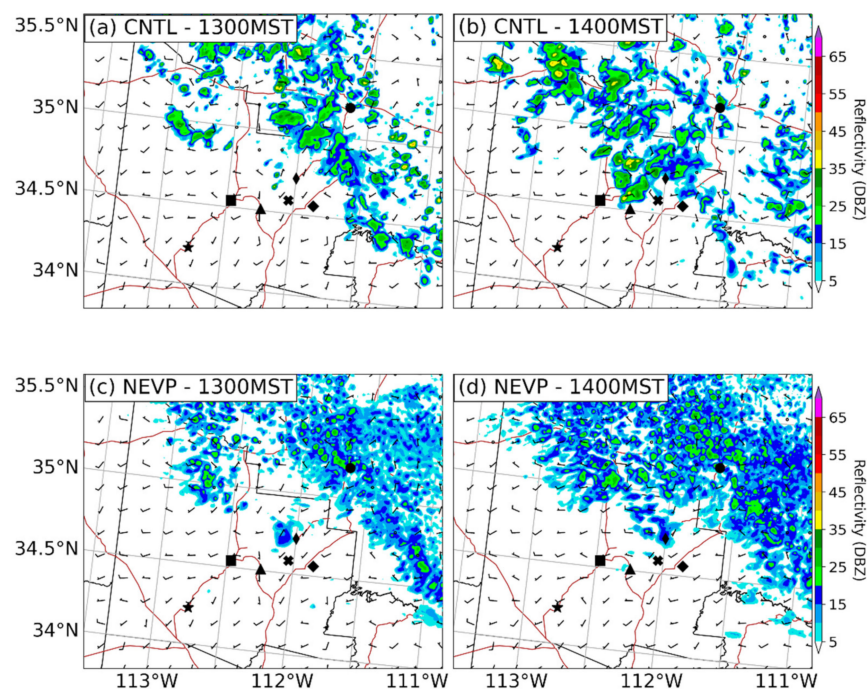 (a) CNTL - 1300MST
(b) CNTL - 1400MST
35.5°N
35°N
34.5°N
34°N
65
55
45
35
25
15
5
Reflectivity (DBZ)
(c) NEVP - 1300MST
(d) NEVP - 1400MST
35.5°N
35°N
34.5°N
34°N
65
55
45
35
25
15
5
Reflectivity (DBZ)
113°W
112°W
111°W
113°W
112°W
111°W